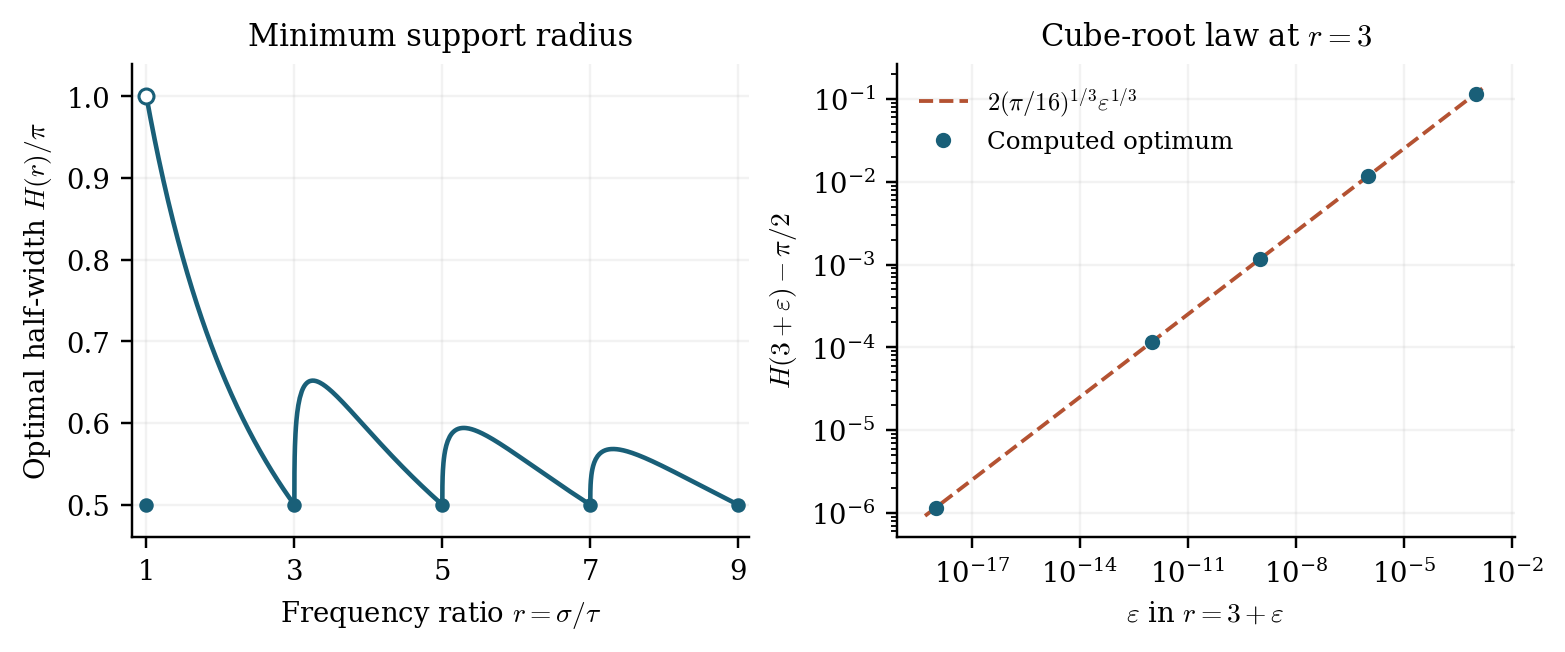 Minimum support radius
Optimal half-width H(r)/π
1.0
0.9
0.8
0.7
0.6
0.5
1 3 5 7 9
Frequency ratio r = σ/τ
Cube-root law at r = 3
2(π/16)^{1/3}ε^{1/3}
Computed optimum
H(3 + ε) − π/2
10^{−1}
10^{−2}
10^{−3}
10^{−4}
10^{−5}
10^{−6}
10^{−17} 10^{−14} 10^{−11} 10^{−8} 10^{−5} 10^{−2}
ε in r = 3 + ε